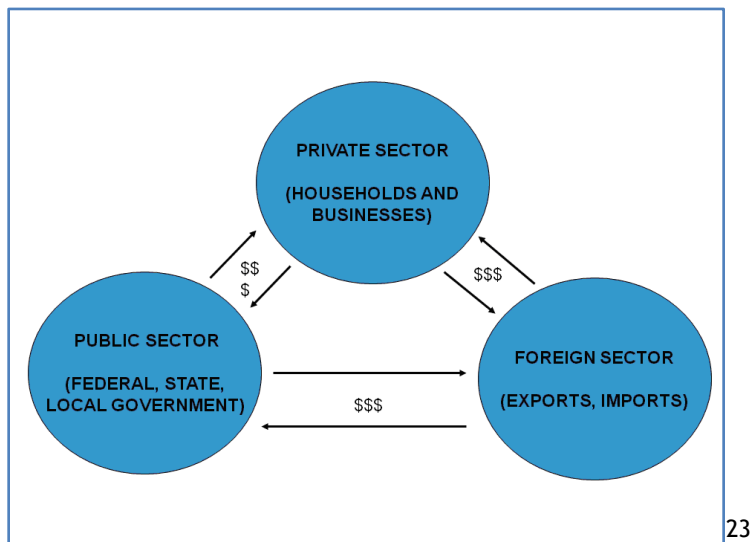 PRIVATE SECTOR
(HOUSEHOLDS AND
BUSINESSES)
$$
$
$$$
PUBLIC SECTOR
(FEDERAL, STATE,
LOCAL GOVERNMENT)
FOREIGN SECTOR
(EXPORTS, IMPORTS)
$$$
23